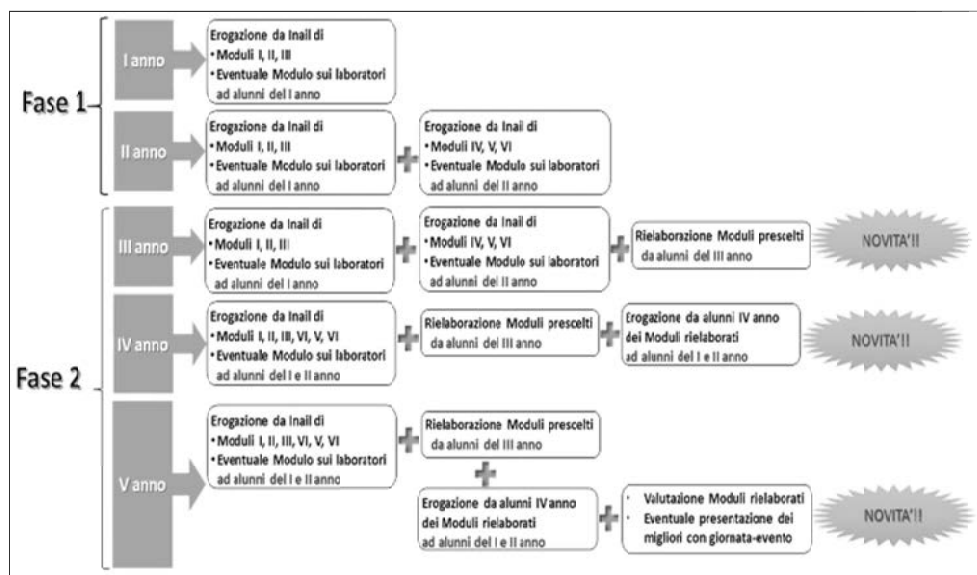 Fase 1
I anno
Erogazione da Inail di
• Moduli I, II, III
• Eventuale Modulo sui laboratori
ad alunni del I anno
II anno
Erogazione da Inail di
• Moduli I, II, III
• Eventuale Modulo sui laboratori
ad alunni del I anno
Erogazione da Inail di
• Moduli IV, V, VI
• Eventuale Modulo sui laboratori
ad alunni del II anno
Fase 2
III anno
Erogazione da Inail di
• Moduli I, II, III
• Eventuale Modulo sui laboratori
ad alunni del I anno
Erogazione da Inail di
• Moduli IV, V, VI
• Eventuale Modulo sui laboratori
ad alunni del II anno
Rielaborazione Moduli prescelti
da alunni del III anno
NOVITA'!!
IV anno
Erogazione da Inail di
• Moduli I, II, III, VI, V, VI
• Eventuale Modulo sui laboratori
ad alunni del I e II anno
Rielaborazione Moduli prescelti
da alunni del III anno
Erogazione da alunni IV anno
dei Moduli rielaborati
ad alunni del I e II anno
NOVITA'!!
V anno
Erogazione da Inail di
• Moduli I, II, III, VI, V, VI
• Eventuale Modulo sui laboratori
ad alunni del I e II anno
Rielaborazione Moduli prescelti
da alunni del III anno
Erogazione da alunni IV anno
dei Moduli rielaborati
ad alunni del I e II anno
• Valutazione Moduli rielaborati
• Eventuale presentazione dei
migliori con giornata-evento
NOVITA'!!